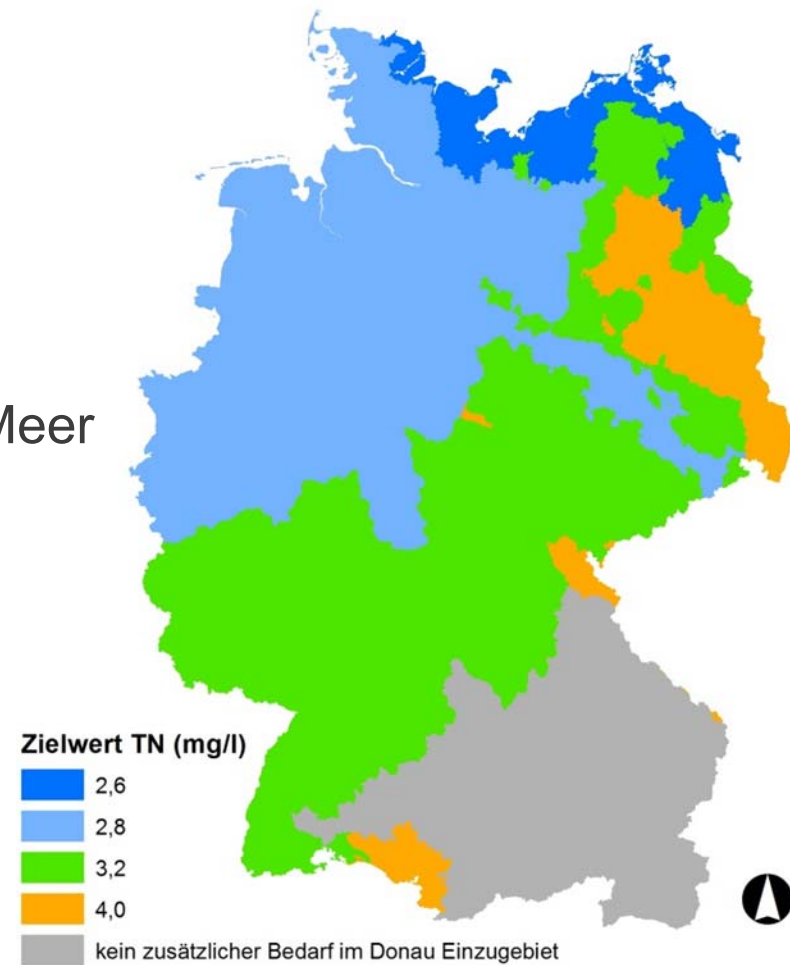 Meer
Zielwert TN (mg/l)
2,6
2,8
3,2
4,0
kein zusätzlicher Bedarf im Donau Einzugebiet